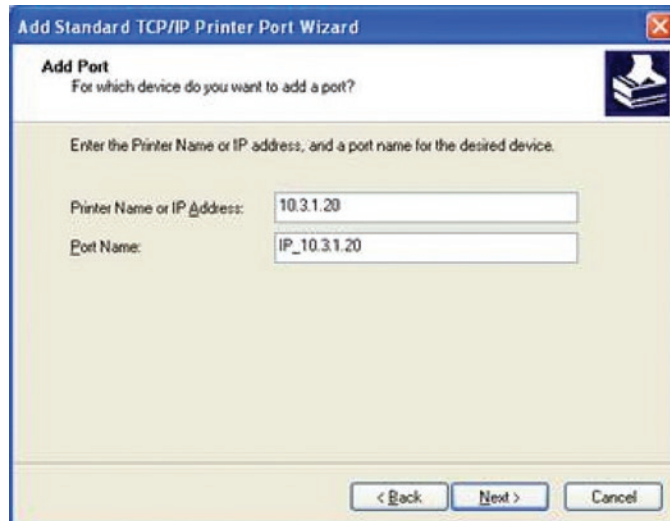 Add Standard TCP/IP Printer Port Wizard
Add Port
For which device do you want to add a port?
Enter the Printer Name or IP address, and a port name for the desired device.
Printer Name or IP Address: 10.3.1.20
Port Name: IP_10.3.1.20
< Back Next > Cancel